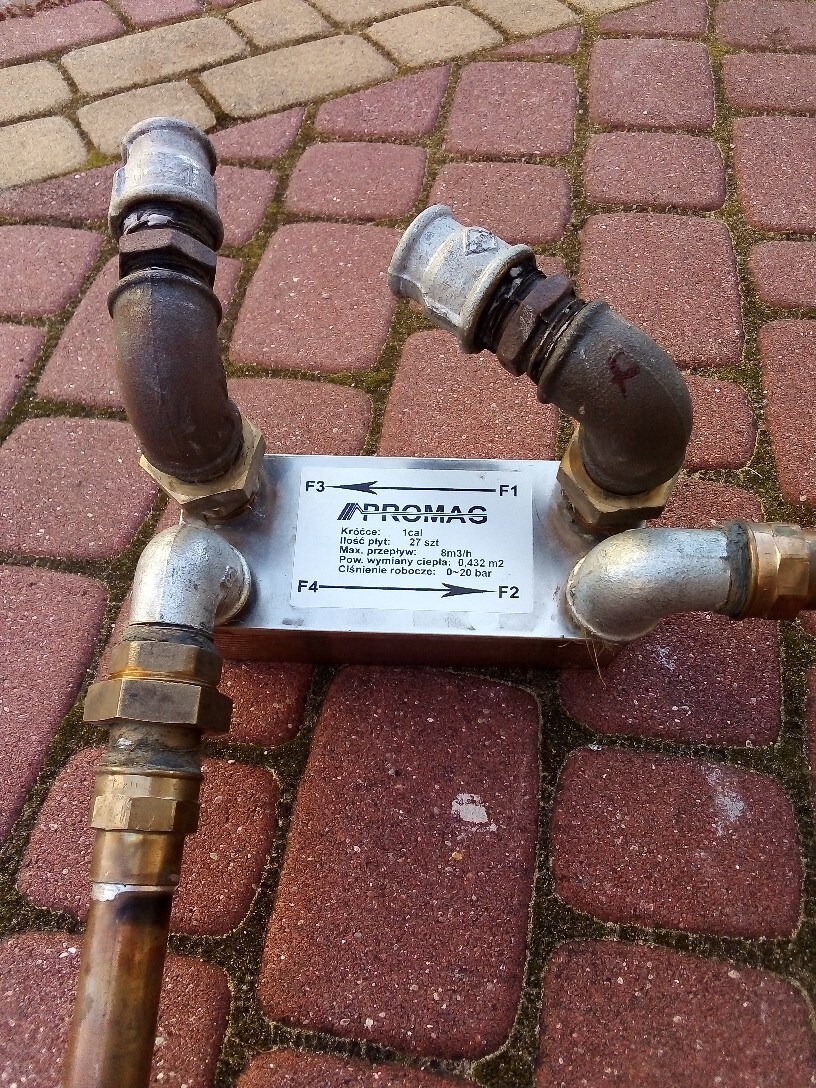 F3 F1
PROMAG
Króćce: 1cal
Ilość płyt: 27 szt
Max. przepływ: 8m3/h
Pow. wymiany ciepła: 0,432 m2
Ciśnienie robocze: 0~20 bar
F4 F2